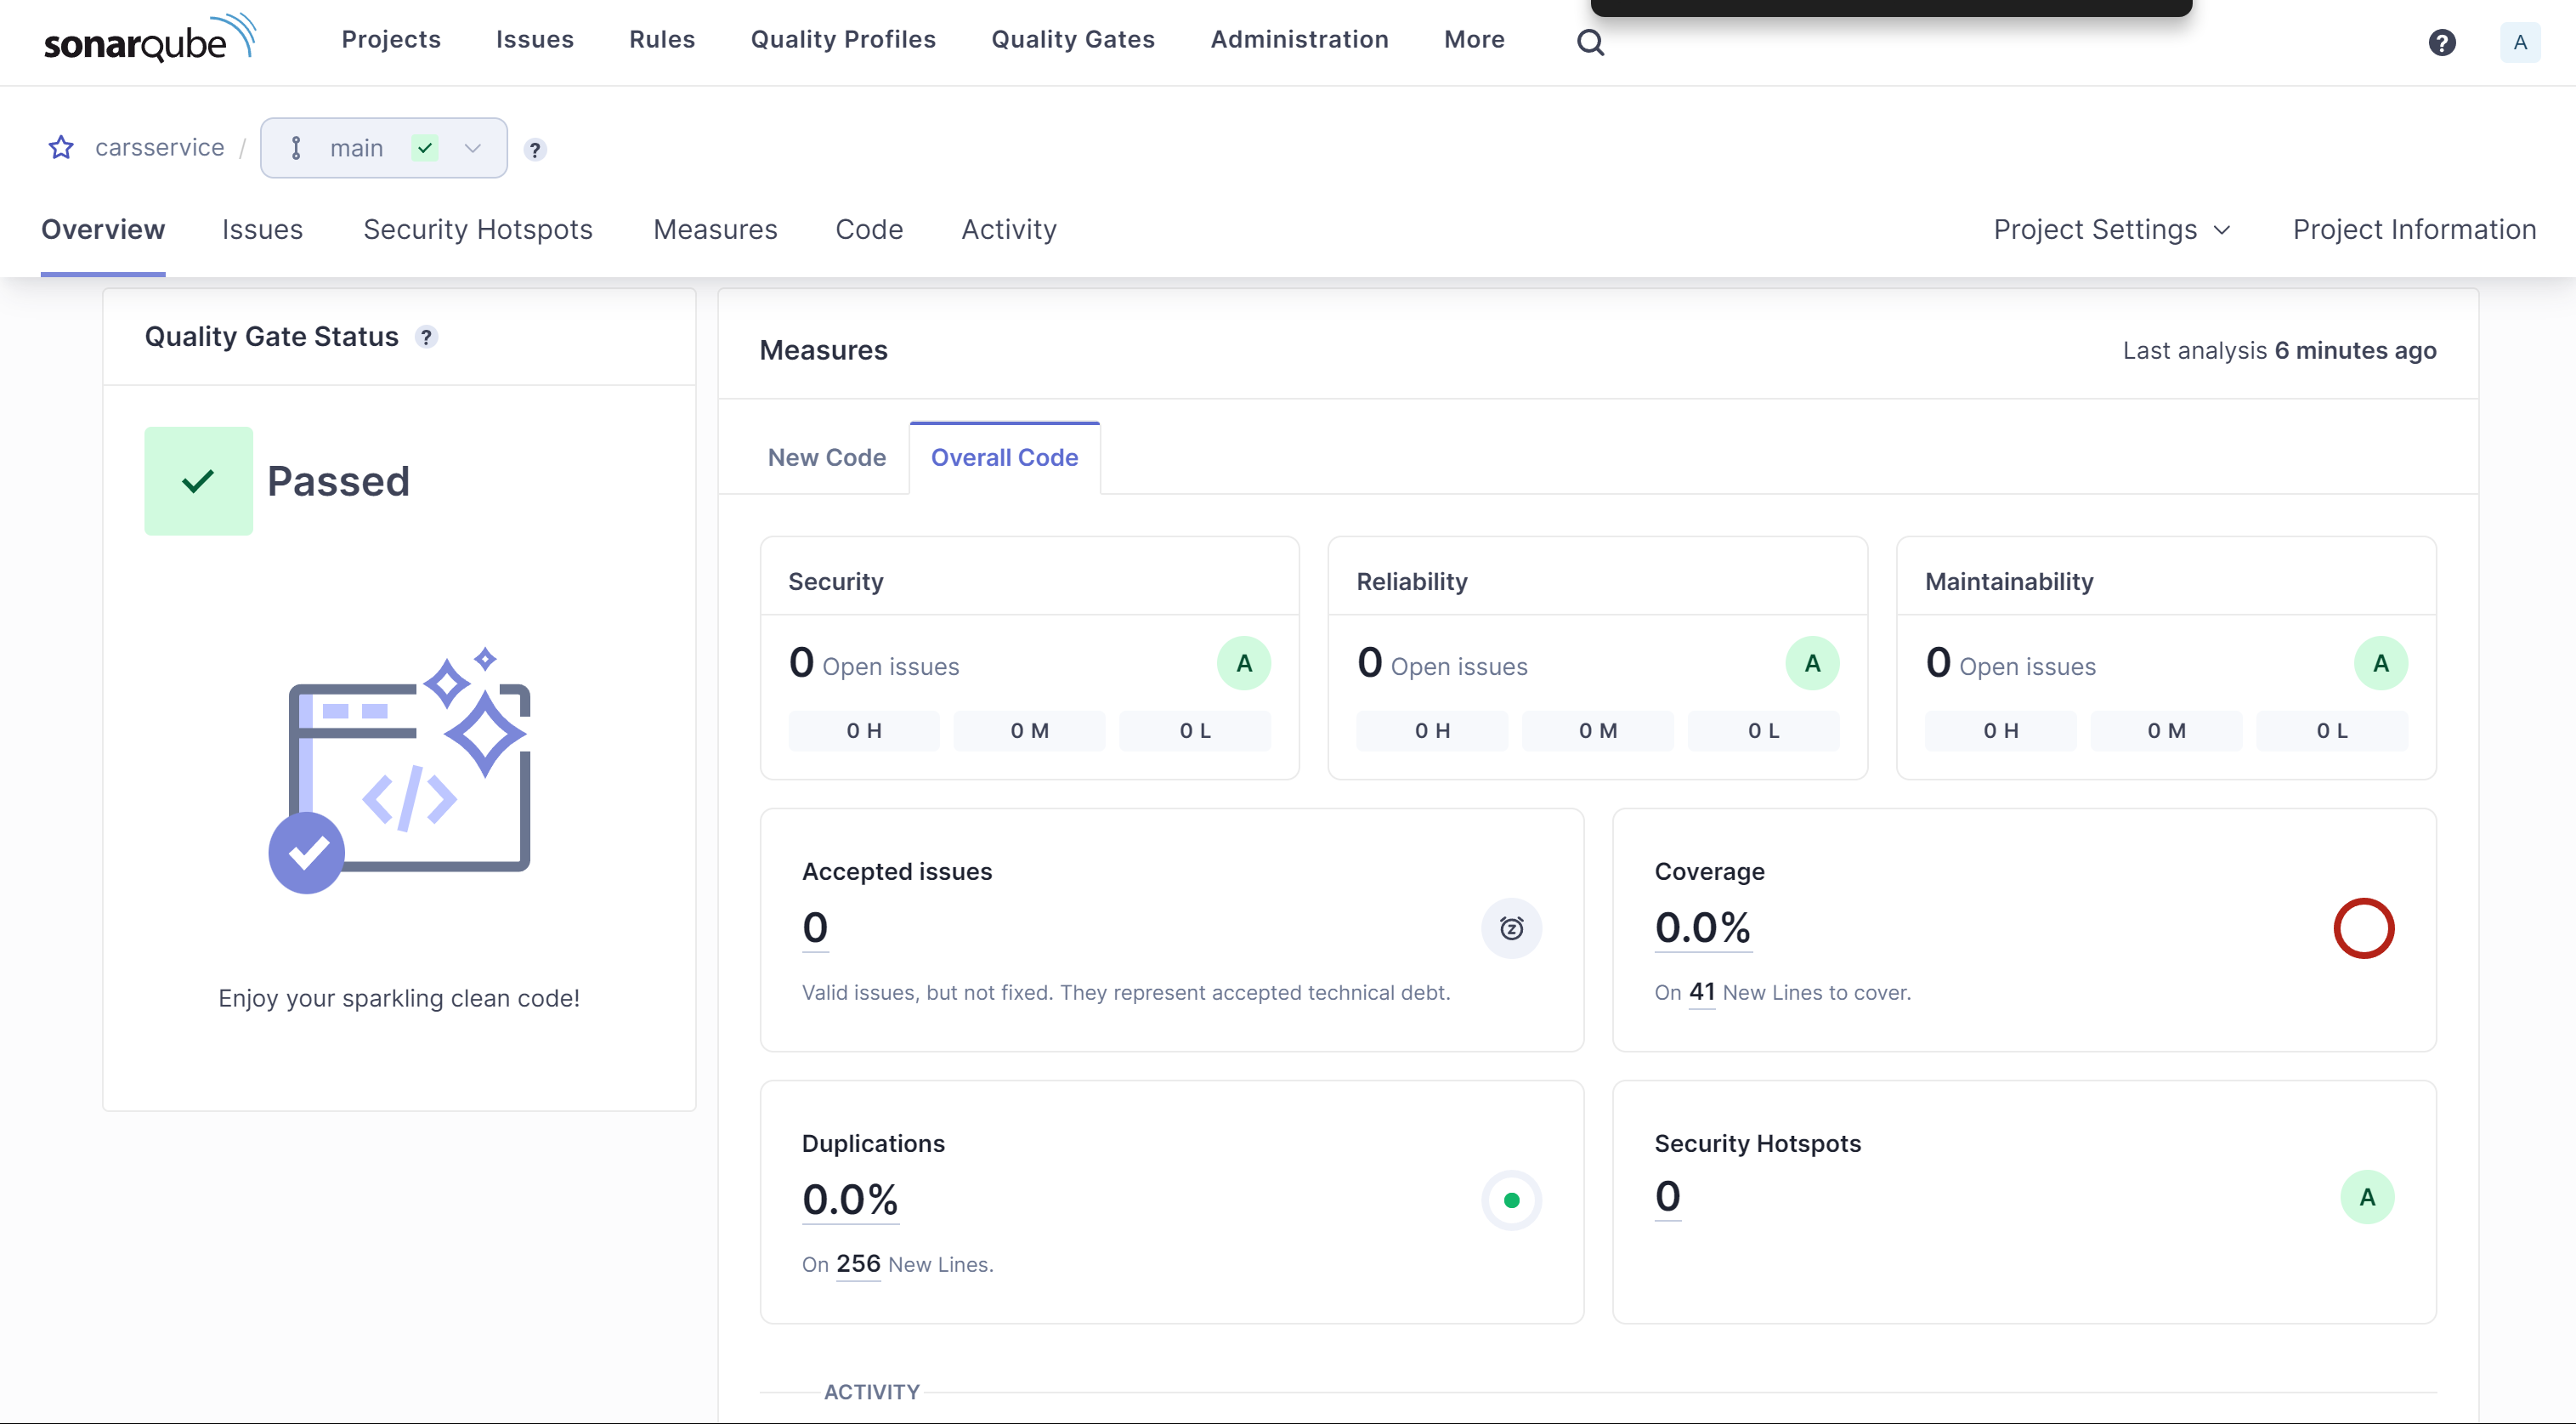 sonarqube Projects Issues Rules Quality Profiles Quality Gates Administration More ? A
carsservice / main ?
Overview Issues Security Hotspots Measures Code Activity Project Settings Project Information
Quality Gate Status ?
Passed
</>
Enjoy your sparkling clean code!
Measures Last analysis 6 minutes ago
New Code Overall Code
Security Reliability Maintainability
0 Open issues A 0 Open issues A 0 Open issues A
0 H 0 M 0 L 0 H 0 M 0 L 0 H 0 M 0 L
Accepted issues
0 z
Valid issues, but not fixed. They represent accepted technical debt.
Coverage
0.0%
On 41 New Lines to cover.
Duplications
0.0%
On 256 New Lines.
Security Hotspots
0 A
ACTIVITY